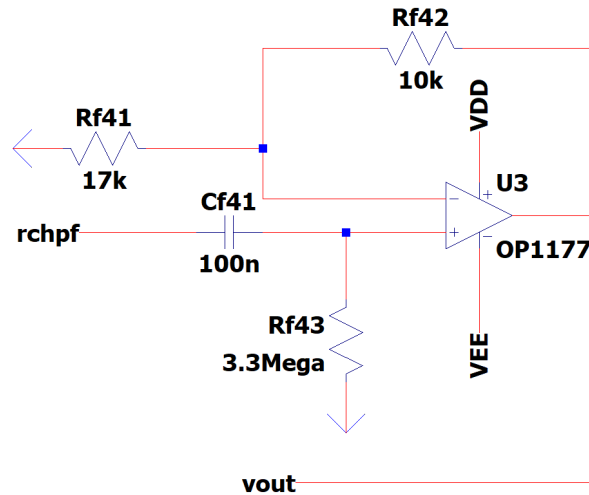 Rf42
10k
VDD
Rf41
17k
U3
+
−
Cf41
rchpf
+
−
100n
OP1177
Rf43
3.3Mega
VEE
vout